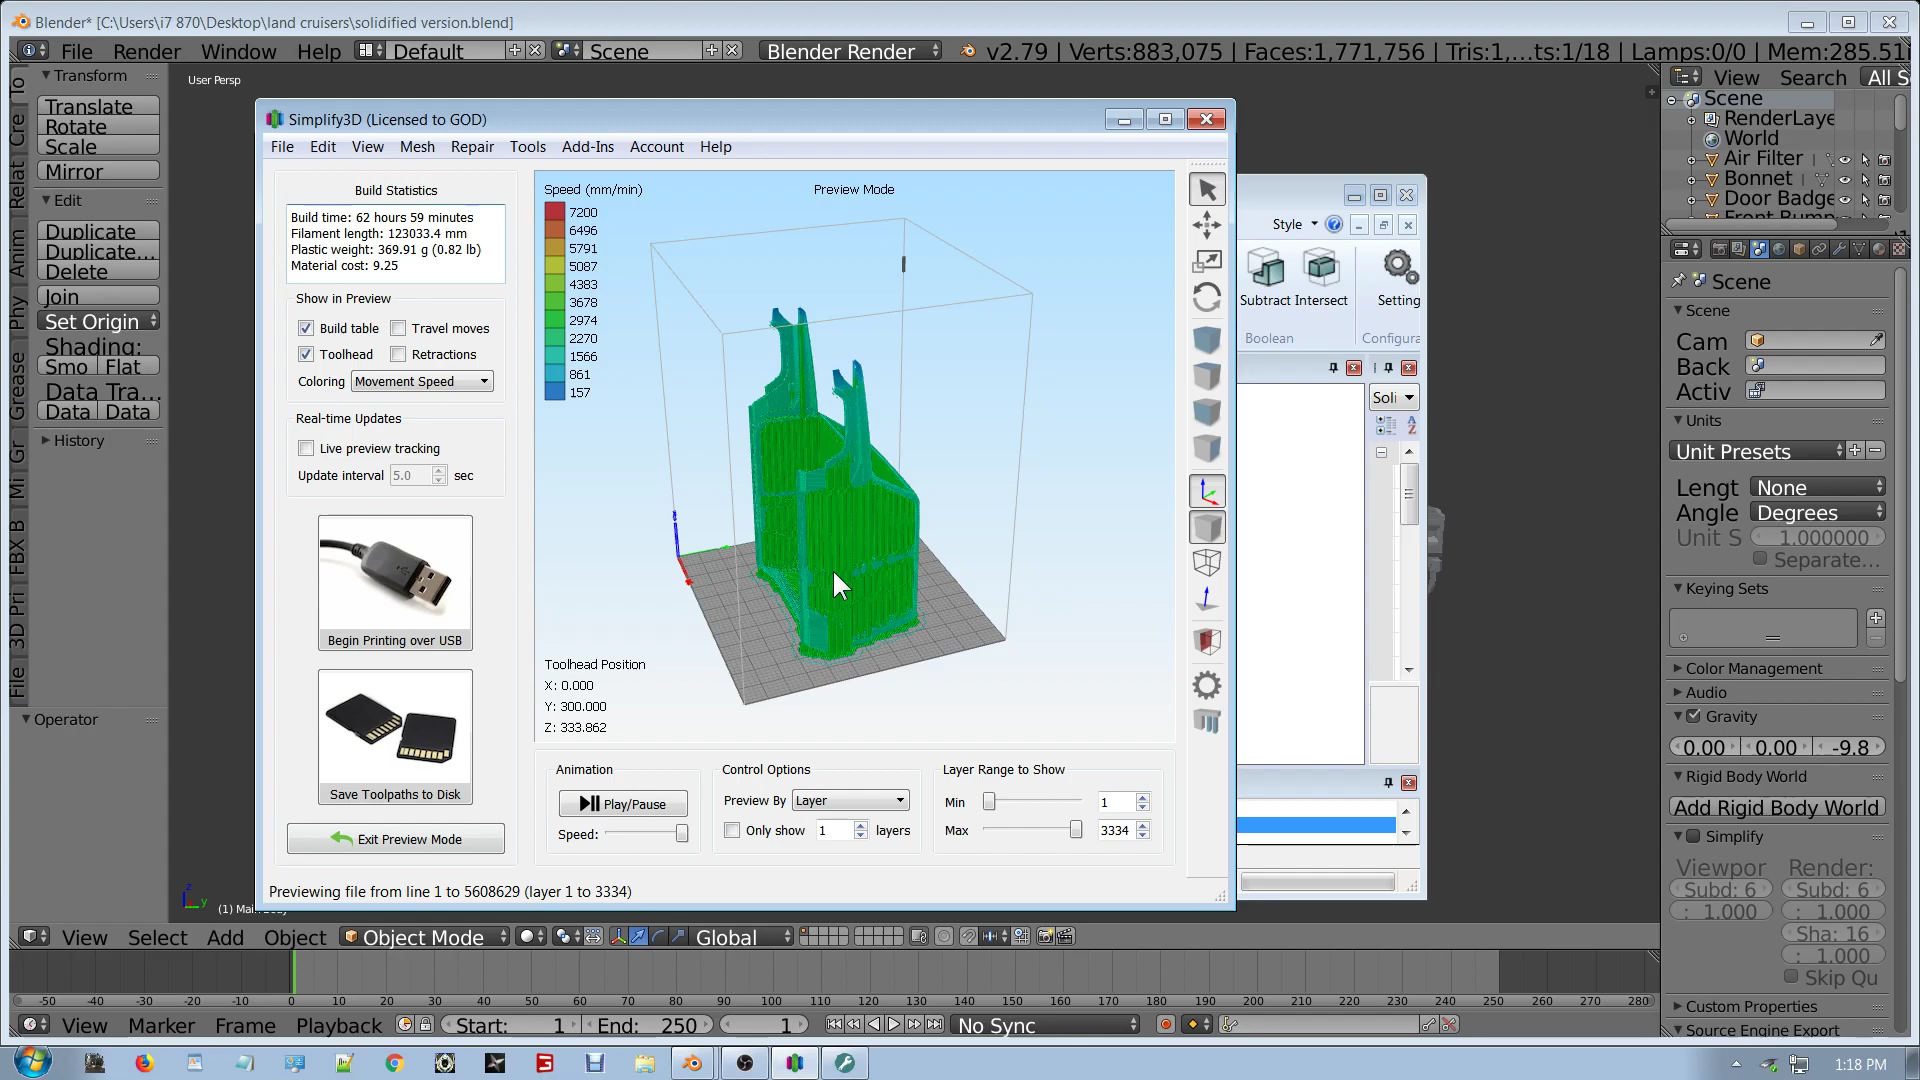 Blender* [C:\Users\i7 870\Desktop\land cruisers\solidified version.blend]
File Render Window Help Default Scene Blender Render v2.79 | Verts:883,075 | Faces:1,771,756 | Tris:1,...ts:1/18 | Lamps:0/0 | Mem:285.51
Transform
Translate
Rotate
Scale
Mirror
Edit
Duplicate
Duplicate...
Delete
Join
Set Origin
Shading:
Smo Flat
Data Tra...
Data Data
History
Operator
To
Cre
Relat
Anim
Phy
Grease
Gr
Mi
FBX B
3D Pri
File
User Persp
Simplify3D (Licensed to GOD)
File Edit View Mesh Repair Tools Add-Ins Account Help
Build Statistics
Build time: 62 hours 59 minutes
Filament length: 123033.4 mm
Plastic weight: 369.91 g (0.82 lb)
Material cost: 9.25
Show in Preview
Build table Travel moves
Toolhead Retractions
Coloring Movement Speed
Real-time Updates
Live preview tracking
Update interval 5.0 sec
Begin Printing over USB
Save Toolpaths to Disk
Exit Preview Mode
Speed (mm/min)
Preview Mode
7200
6496
5791
5087
4383
3678
2974
2270
1566
861
157
Toolhead Position
X: 0.000
Y: 300.000
Z: 333.862
Animation
Play/Pause
Speed:
Control Options
Preview By Layer
Only show 1 layers
Layer Range to Show
Min 1
Max 3334
Previewing file from line 1 to 5608629 (layer 1 to 3334)
Style
Subtract Intersect Setting
Boolean Configura
Soli
(1) Mai
View Search All S
Scene
RenderLaye
World
Air Filter
Bonnet
Door Badge
Front Bump
Scene
Scene
Cam
Back
Activ
Units
Unit Presets
Lengt None
Angle Degrees
Unit S 1.000000
Separate...
Keying Sets
Color Management
Audio
Gravity
0.00 0.00 -9.8
Rigid Body World
Add Rigid Body World
Simplify
Viewpor Render:
Subd: 6 Subd: 6
: 1.000 : 1.000
Sha: 16
: 1.000
Skip Qu
Custom Properties
Source Engine Export
View Select Add Object Object Mode Global
-50 -40 -30 -20 -10 0 10 20 30 40 50 60 70 80 90 100 110 120 130 140 150 160 170 180 190 200 210 220 230 240 250 260 270 280
View Marker Frame Playback Start: 1 End: 250 1 No Sync
1:18 PM